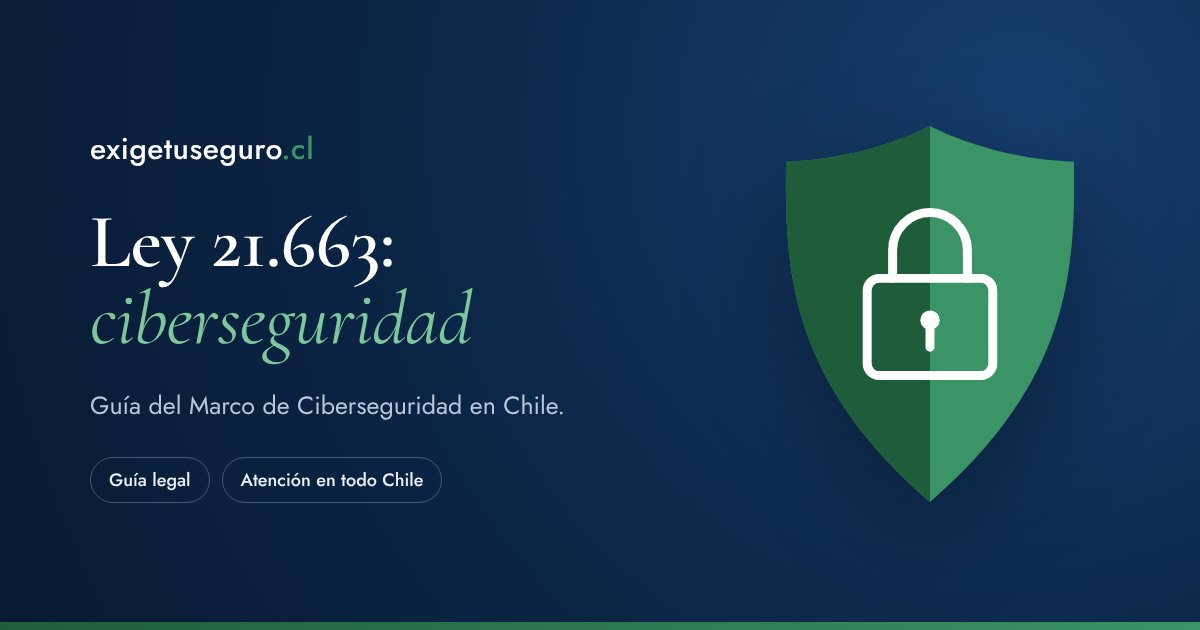 exigetuseguro.cl
Ley 21.663:
ciberseguridad
Guía del Marco de Ciberseguridad en Chile.
Guía legal
Atención en todo Chile